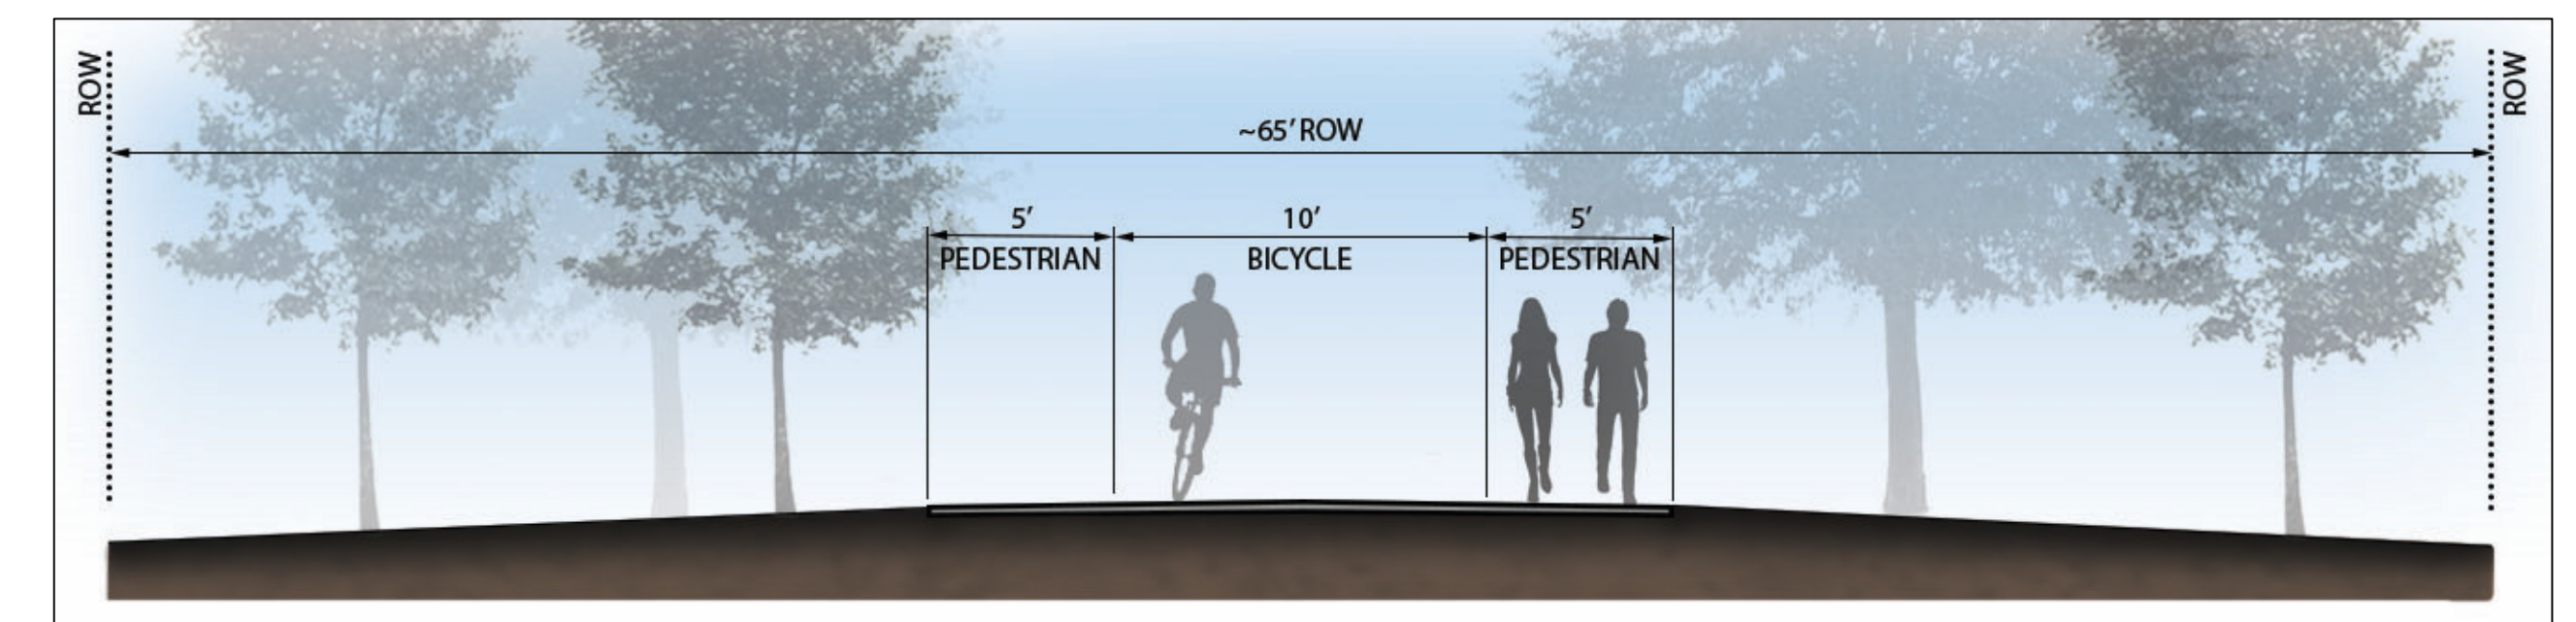 ROW
ROW
~65' ROW
5'
10'
5'
PEDESTRIAN
BICYCLE
PEDESTRIAN